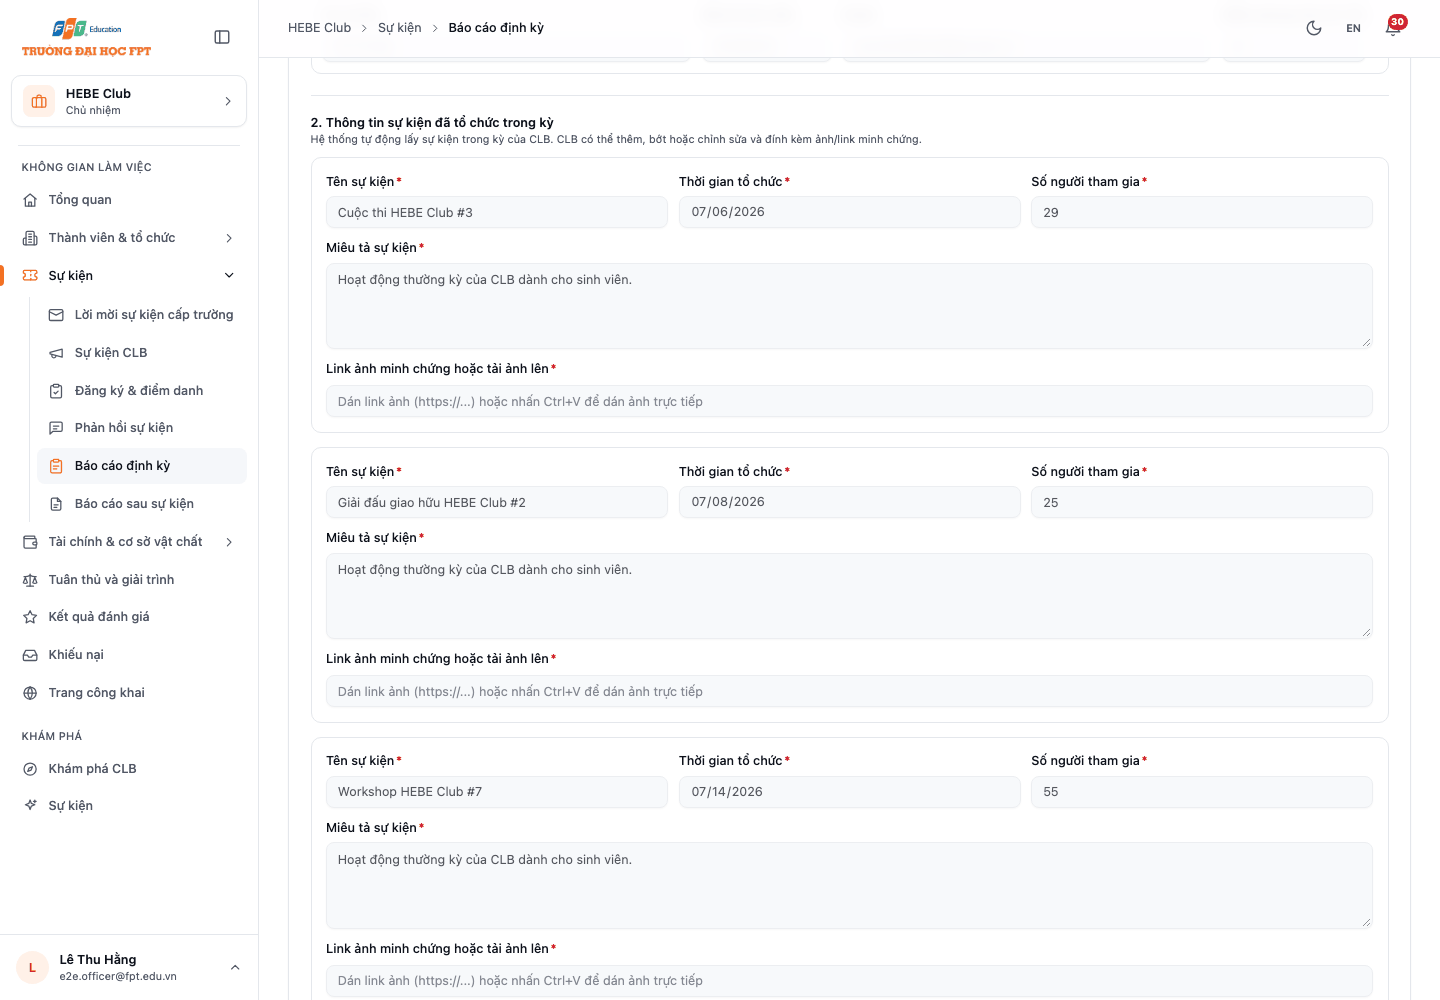 FPT Education
TRƯỜNG ĐẠI HỌC FPT
HEBE Club
Chủ nhiệm
KHÔNG GIAN LÀM VIỆC
Tổng quan
Thành viên & tổ chức
Sự kiện
Lời mời sự kiện cấp trường
Sự kiện CLB
Đăng ký & điểm danh
Phản hồi sự kiện
Báo cáo định kỳ
Báo cáo sau sự kiện
Tài chính & cơ sở vật chất
Tuân thủ và giải trình
Kết quả đánh giá
Khiếu nại
Trang công khai
KHÁM PHÁ
Khám phá CLB
Sự kiện
L
Lê Thu Hằng
e2e.officer@fpt.edu.vn
HEBE Club > Sự kiện > Báo cáo định kỳ
EN
30
2. Thông tin sự kiện đã tổ chức trong kỳ
Hệ thống tự động lấy sự kiện trong kỳ của CLB. CLB có thể thêm, bớt hoặc chỉnh sửa và đính kèm ảnh/link minh chứng.
Tên sự kiện* Thời gian tổ chức* Số người tham gia*
Cuộc thi HEBE Club #3 07/06/2026 29
Miêu tả sự kiện*
Hoạt động thường kỳ của CLB dành cho sinh viên.
Link ảnh minh chứng hoặc tải ảnh lên*
Dán link ảnh (https://...) hoặc nhấn Ctrl+V để dán ảnh trực tiếp
Tên sự kiện* Thời gian tổ chức* Số người tham gia*
Giải đấu giao hữu HEBE Club #2 07/08/2026 25
Miêu tả sự kiện*
Hoạt động thường kỳ của CLB dành cho sinh viên.
Link ảnh minh chứng hoặc tải ảnh lên*
Dán link ảnh (https://...) hoặc nhấn Ctrl+V để dán ảnh trực tiếp
Tên sự kiện* Thời gian tổ chức* Số người tham gia*
Workshop HEBE Club #7 07/14/2026 55
Miêu tả sự kiện*
Hoạt động thường kỳ của CLB dành cho sinh viên.
Link ảnh minh chứng hoặc tải ảnh lên*
Dán link ảnh (https://...) hoặc nhấn Ctrl+V để dán ảnh trực tiếp